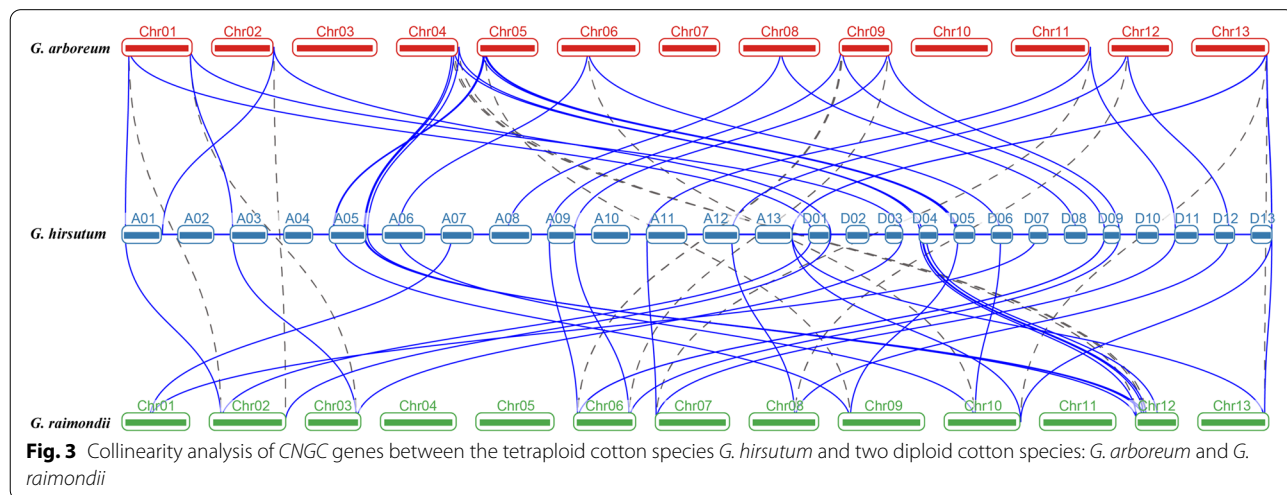 Chr01 Chr02 Chr03 Chr04 Chr05 Chr06 Chr07 Chr08 Chr09 Chr10 Chr11 Chr12 Chr13
G. arboreum
A01 A02 A03 A04 A05 A06 A07 A08 A09 A10 A11 A12 A13 D01 D02 D03 D04 D05 D06 D07 D08 D09 D10 D11 D12 D13
G. hirsutum
Chr01 Chr02 Chr03 Chr04 Chr05 Chr06 Chr07 Chr08 Chr09 Chr10 Chr11 Chr12 Chr13
G. raimondii
Fig. 3 Collinearity analysis of CNGC genes between the tetraploid cotton species G. hirsutum and two diploid cotton species: G. arboreum and G.
raimondii